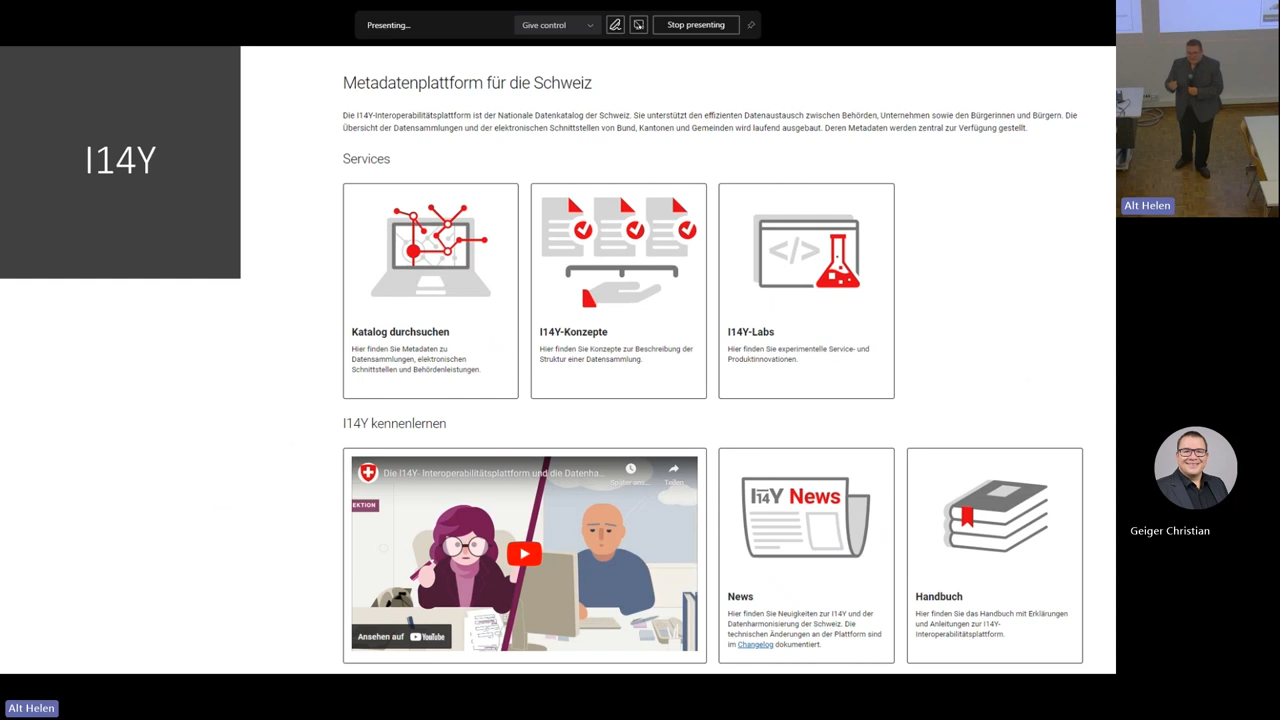 Presenting...
Give control
Stop presenting
I14Y
Metadatenplattform für die Schweiz
Die I14Y-Interoperabilitätsplattform ist der Nationale Datenkatalog der Schweiz. Sie unterstützt den effizienten Datenaustausch zwischen Behörden, Unternehmen sowie den Bürgerinnen und Bürgern. Die
Übersicht der Datensammlungen und der elektronischen Schnittstellen von Bund, Kantonen und Gemeinden wird laufend ausgebaut. Deren Metadaten werden zentral zur Verfügung gestellt.
Services
Katalog durchsuchen
Hier finden Sie Metadaten zu
Datensammlungen, elektronischen
Schnittstellen und Behördenleistungen.
I14Y-Konzepte
Hier finden Sie Konzepte zur Beschreibung der
Struktur einer Datensammlung.
I14Y-Labs
Hier finden Sie experimentelle Service- und
Produktinnovationen.
I14Y kennenlernen
Die I14Y- Interoperabilitätsplattform und die Datenha...
Später ans...
Teilen
EKTION
Ansehen auf YouTube
I14Y News
News
Hier finden Sie Neuigkeiten zur I14Y und der
Datenharmonisierung der Schweiz. Die
technischen Änderungen an der Plattform sind
im Changelog dokumentiert.
Handbuch
Hier finden Sie das Handbuch mit Erklärungen
und Anleitungen zur I14Y-
Interoperabilitätsplattform.
Alt Helen
Geiger Christian
Alt Helen